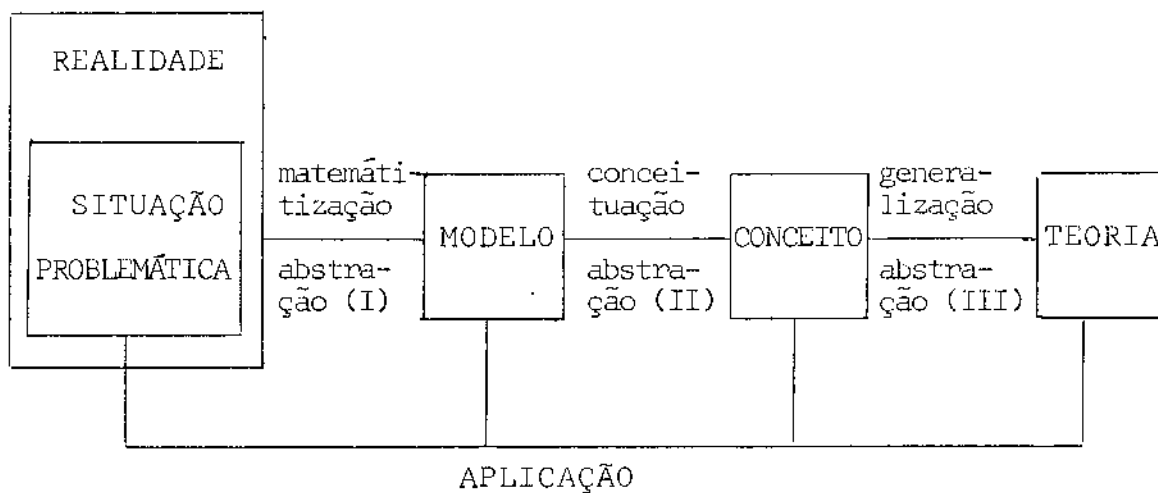 REALIDADE
SITUAÇÃO
PROBLEMÁTICA
matemáti-
tização
abstra-
ção (I)
MODELO
concei-
tuação
abstra-
ção (II)
CONCEITO
genera-
lização
abstra-
ção (III)
TEORIA
APLICAÇÃO